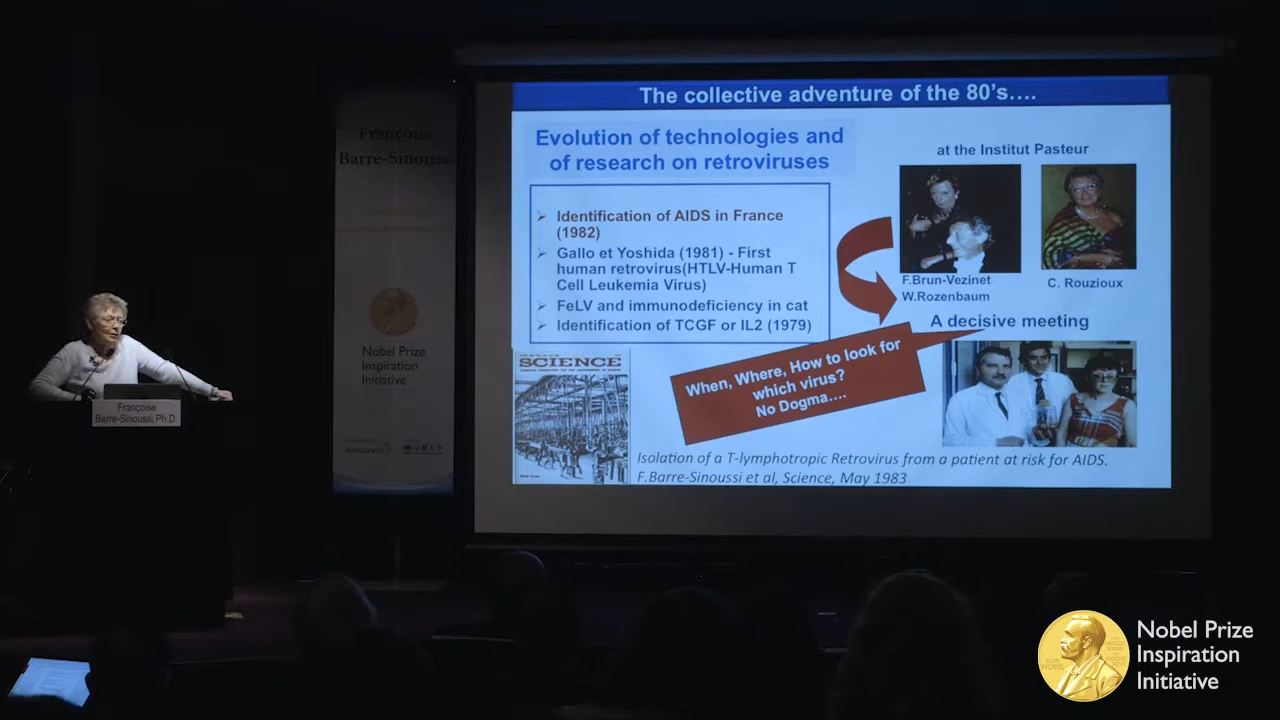 The collective adventure of the 80's....
Evolution of technologies and
of research on retroviruses
at the Institut Pasteur
➢ Identification of AIDS in France
(1982)
➢ Gallo et Yoshida (1981) - First
human retrovirus(HTLV-Human T
Cell Leukemia Virus)
➢ FeLV and immunodeficiency in cat
➢ Identification of TCGF or IL2 (1979)
F.Brun-Vezinet
W.Rozenbaum
C. Rouzioux
A decisive meeting
When, Where, How to look for
which virus?
No Dogma....
SCIENCE
Isolation of a T-lymphotropic Retrovirus from a patient at risk for AIDS.
F.Barre-Sinoussi et al, Science, May 1983
Françoise
Barré-Sinoussi
Nobel Prize
Inspiration
Initiative
Françoise
Barre-Sinoussi,Ph.D.
Nobel Prize
Inspiration
Initiative